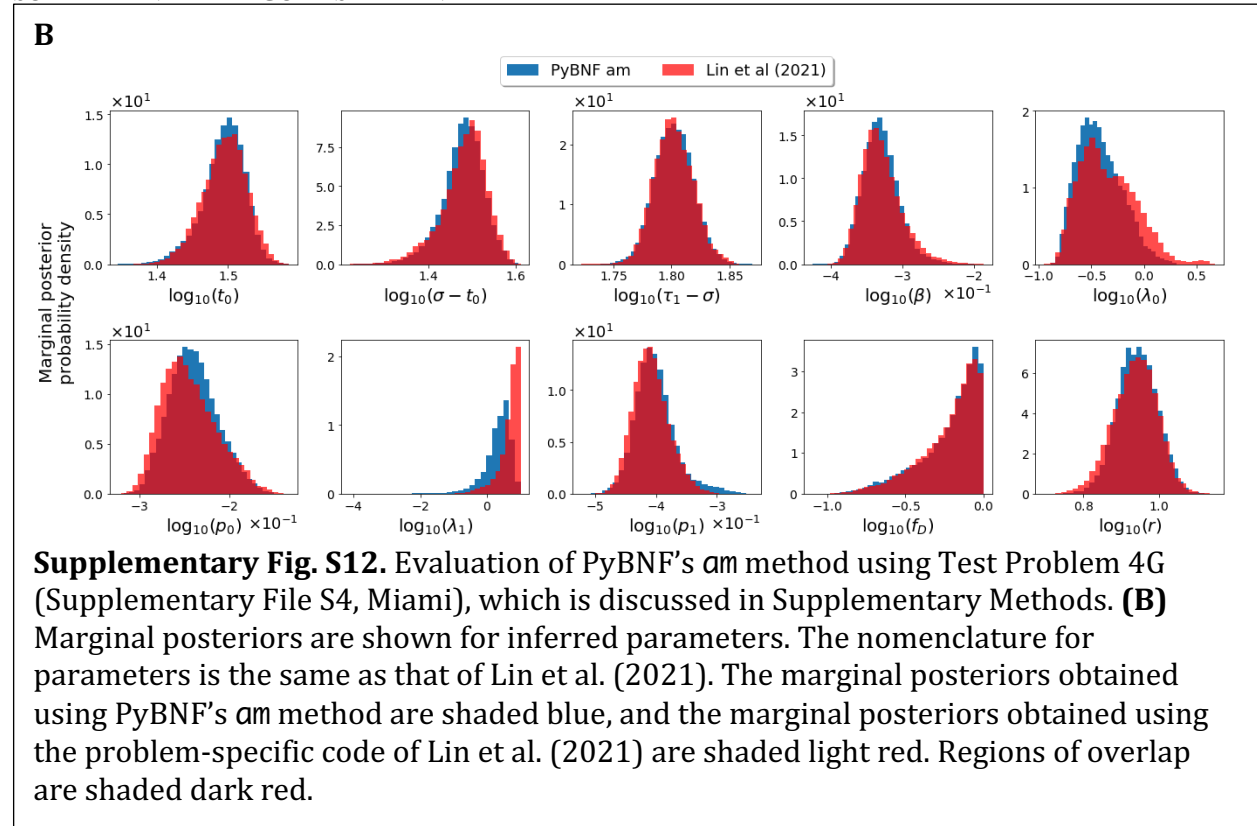 B
PyBNF am
Lin et al (2021)
×10¹
1.5
1.0
0.5
0.0
1.4 1.5
log₁₀(t₀)
7.5
5.0
2.5
0.0
1.4 1.6
log₁₀(σ − t₀)
×10¹
2
1
0
1.75 1.80 1.85
log₁₀(τ₁ − σ)
×10¹
1.5
1.0
0.5
0.0
−4 −3 −2
log₁₀(β) ×10⁻¹
2
1
0
−1.0 −0.5 0.0 0.5
log₁₀(λ₀)
Marginal posterior
probability density
×10¹
1.5
1.0
0.5
0.0
−3 −2
log₁₀(p₀) ×10⁻¹
2
1
0
−4 −2 0
log₁₀(λ₁)
×10¹
1.5
1.0
0.5
0.0
−5 −4 −3
log₁₀(p₁) ×10⁻¹
3
2
1
0
−1.0 −0.5 0.0
log₁₀(f_D)
6
4
2
0
0.8 1.0
log₁₀(r)
Supplementary Fig. S12. Evaluation of PyBNF’s am method using Test Problem 4G
(Supplementary File S4, Miami), which is discussed in Supplementary Methods. (B)
Marginal posteriors are shown for inferred parameters. The nomenclature for
parameters is the same as that of Lin et al. (2021). The marginal posteriors obtained
using PyBNF’s am method are shaded blue, and the marginal posteriors obtained using
the problem-specific code of Lin et al. (2021) are shaded light red. Regions of overlap
are shaded dark red.